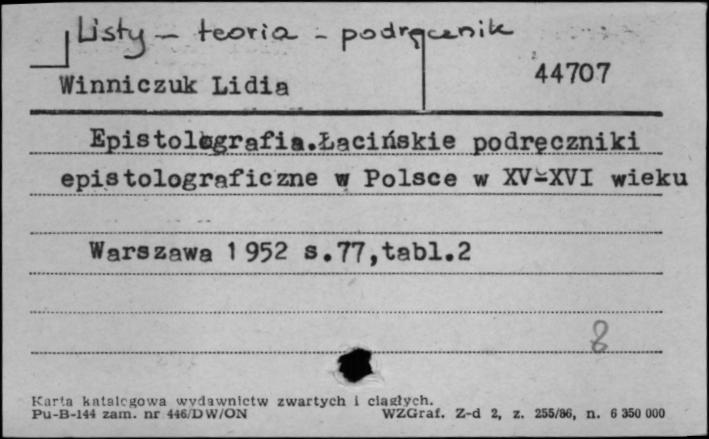 Listy - teoria - podręcznik
Winniczuk Lidia
44707
Epistolografia.Łacińskie podręczniki
epistolograficzne w Polsce w XV-XVI wieku
Warszawa 1952 s.77,tabl.2
8
Karta katalogowa wydawnictw zwartych i ciągłych.
Pu-B-144 zam. nr 446/DW/ON WZGraf. Z-d 2, z. 255/86, n. 6 350 000